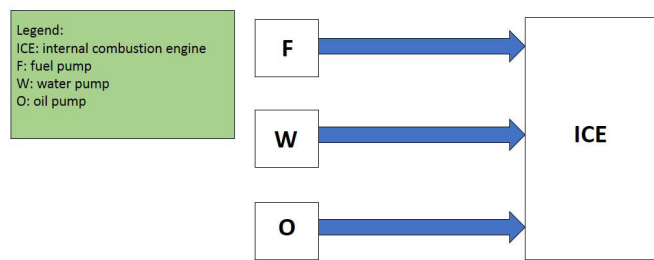 Legend:
ICE: internal combustion engine
F: fuel pump
W: water pump
O: oil pump
F
W
ICE
O